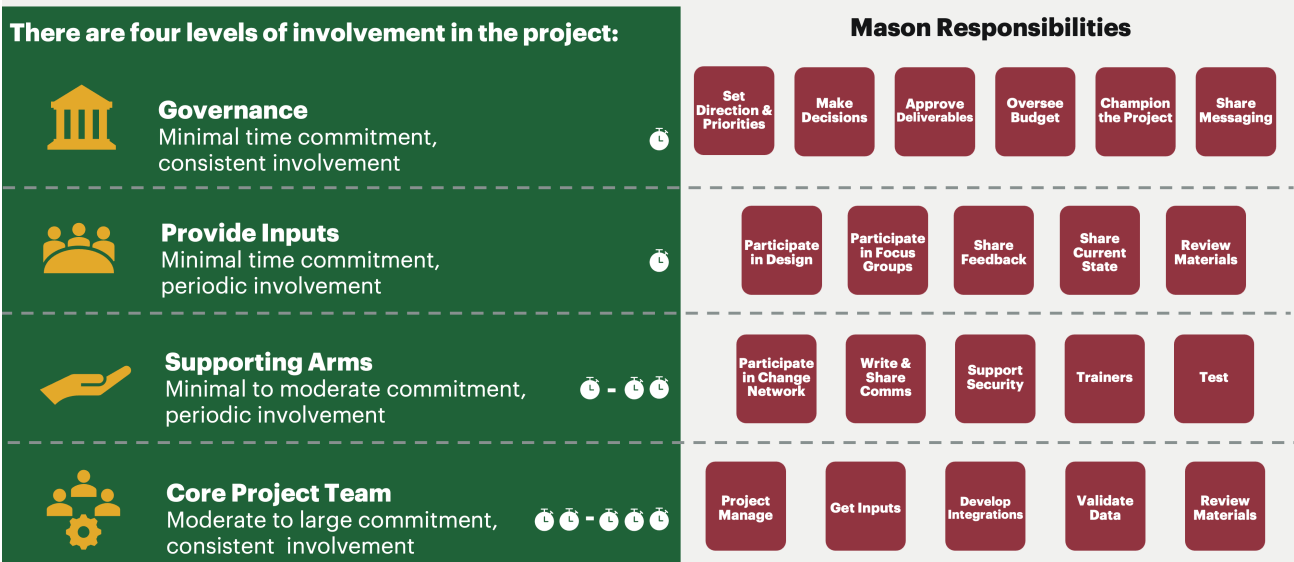 There are four levels of involvement in the project:
Mason Responsibilities
Governance
Minimal time commitment,
consistent involvement
Set
Direction &
Priorities
Make
Decisions
Approve
Deliverables
Oversee
Budget
Champion
the Project
Share
Messaging
Provide Inputs
Minimal time commitment,
periodic involvement
Participate
in Design
Participate
in Focus
Groups
Share
Feedback
Share
Current
State
Review
Materials
Supporting Arms
Minimal to moderate commitment,
periodic involvement
-
Participate
in Change
Network
Write &
Share
Comms
Support
Security
Trainers
Test
Core Project Team
Moderate to large commitment,
consistent  involvement
-
Project
Manage
Get Inputs
Develop
Integrations
Validate
Data
Review
Materials